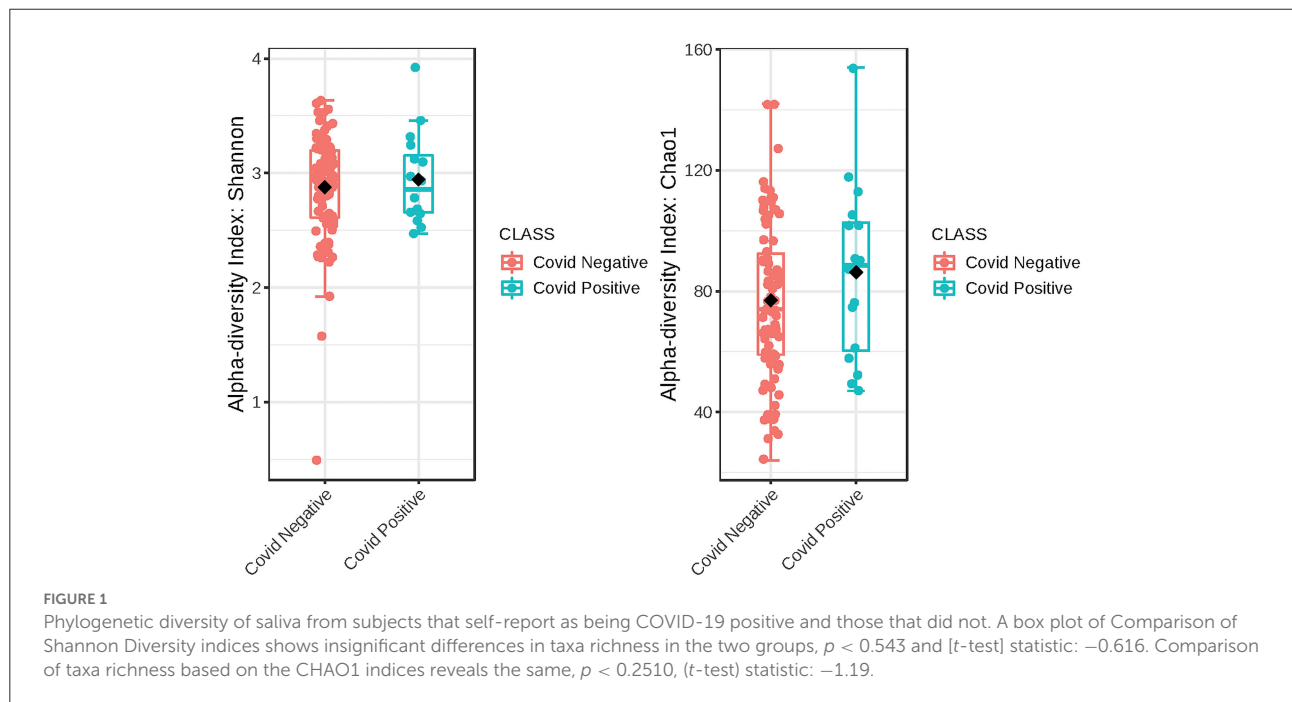 Alpha-diversity Index: Shannon
4
3
2
1
Covid Negative
Covid Positive
CLASS
Covid Negative
Covid Positive
Alpha-diversity Index: Chao1
160
120
80
40
Covid Negative
Covid Positive
CLASS
Covid Negative
Covid Positive
FIGURE 1
Phylogenetic diversity of saliva from subjects that self-report as being COVID-19 positive and those that did not. A box plot of Comparison of
Shannon Diversity indices shows insignificant differences in taxa richness in the two groups, p < 0.543 and [t-test] statistic: −0.616. Comparison
of taxa richness based on the CHAO1 indices reveals the same, p < 0.2510, (t-test) statistic: −1.19.